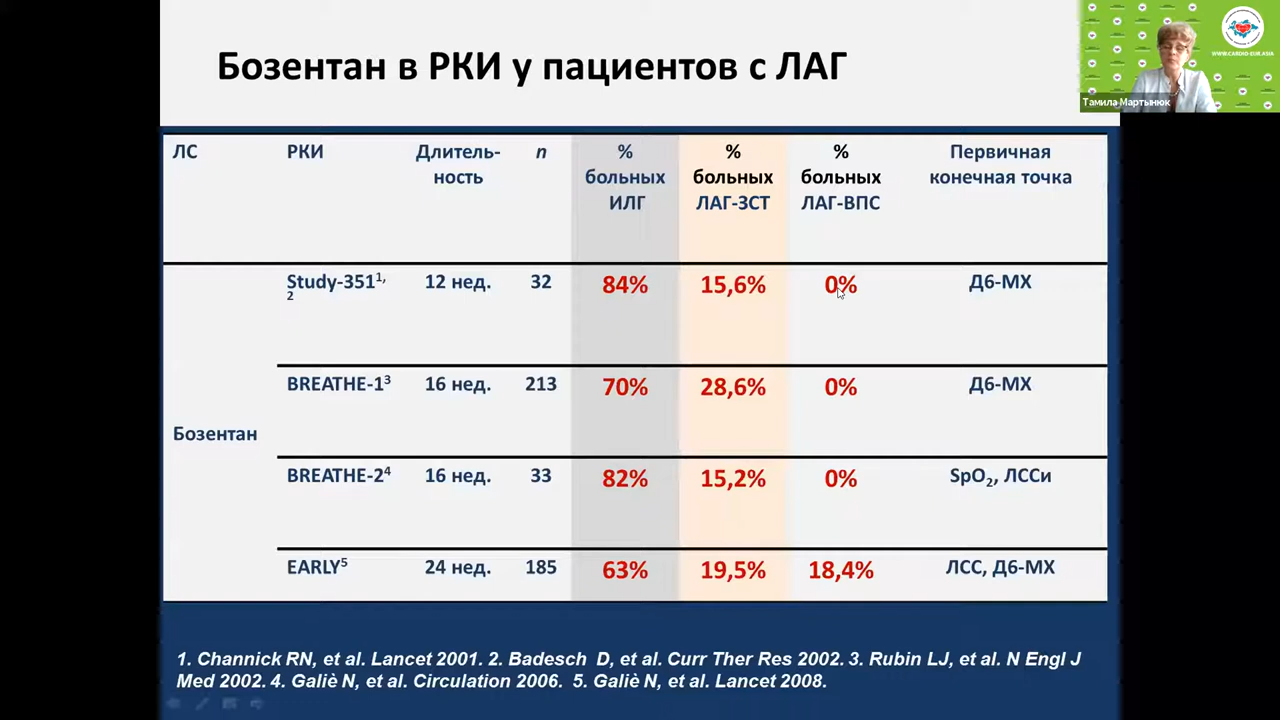 Бозентан в РКИ у пациентов с ЛАГ
WWW.CARDIO-EUR.ASIA
Тамила Мартынюк
ЛС
РКИ
Длитель-
ность
n
%
больных
ИЛГ
%
больных
ЛАГ-ЗСТ
%
больных
ЛАГ-ВПС
Первичная
конечная точка
Бозентан
Study-351¹,
²
12 нед.
32
84%
15,6%
0%
Д6-МХ
BREATHE-1³
16 нед.
213
70%
28,6%
0%
Д6-МХ
BREATHE-2⁴
16 нед.
33
82%
15,2%
0%
SpO₂, ЛССи
EARLY⁵
24 нед.
185
63%
19,5%
18,4%
ЛСС, Д6-МХ
1. Channick RN, et al. Lancet 2001. 2. Badesch D, et al. Curr Ther Res 2002. 3. Rubin LJ, et al. N Engl J
Med 2002. 4. Galiè N, et al. Circulation 2006. 5. Galiè N, et al. Lancet 2008.